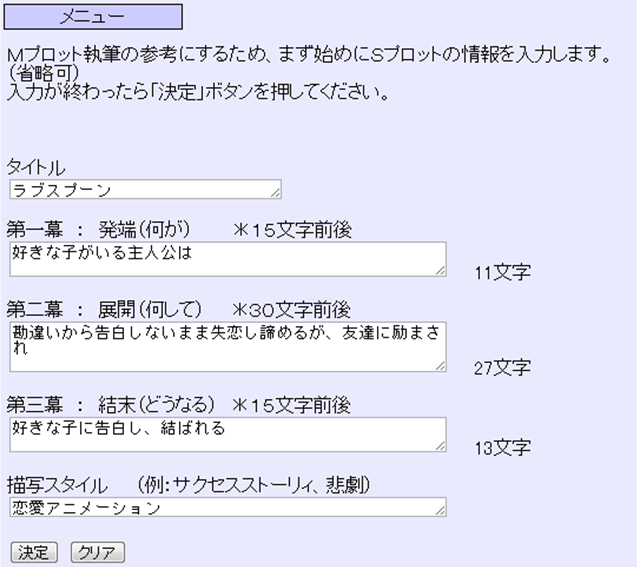 メニュー
Ｍプロット執筆の参考にするため、まず始めにＳプロットの情報を入力します。
（省略可）
入力が終わったら「決定」ボタンを押してください。
タイトル
ラブスプーン
第一幕 ： 発端（何が） ＊１５文字前後
好きな子がいる主人公は
11文字
第二幕 ： 展開（何して） ＊３０文字前後
勘違いから告白しないまま失恋し諦めるが、友達に励まさ
れ
27文字
第三幕 ： 結末（どうなる） ＊１５文字前後
好きな子に告白し、結ばれる
13文字
描写スタイル （例：サクセスストーリィ、悲劇）
恋愛アニメーション
決定 クリア